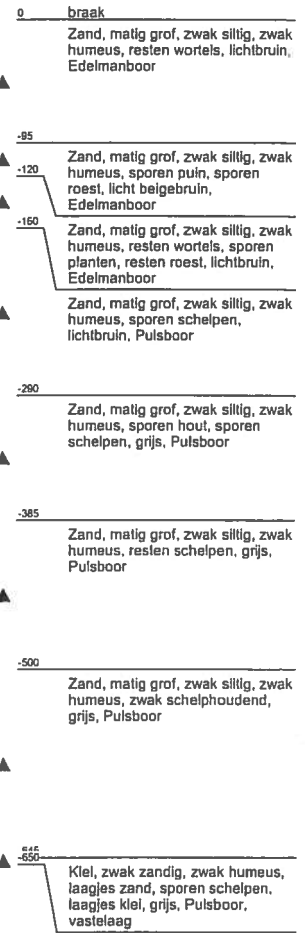 0 braak
Zand, matig grof, zwak siltig, zwak
humeus, resten wortels, lichtbruin,
Edelmanboor
-95
Zand, matig grof, zwak siltig, zwak
humeus, sporen puin, sporen
roest, licht beigebruin,
Edelmanboor
-120
Zand, matig grof, zwak siltig, zwak
humeus, resten wortels, sporen
planten, resten roest, lichtbruin,
Edelmanboor
-160
Zand, matig grof, zwak siltig, zwak
humeus, sporen schelpen,
lichtbruin, Pulsboor
-290
Zand, matig grof, zwak siltig, zwak
humeus, sporen hout, sporen
schelpen, grijs, Pulsboor
-385
Zand, matig grof, zwak siltig, zwak
humeus, resten schelpen, grijs,
Pulsboor
-500
Zand, matig grof, zwak siltig, zwak
humeus, zwak schelphoudend,
grijs, Pulsboor
-650
Klei, zwak zandig, zwak humeus,
laagjes zand, sporen schelpen,
laagjes klei, grijs, Pulsboor,
vastelaag